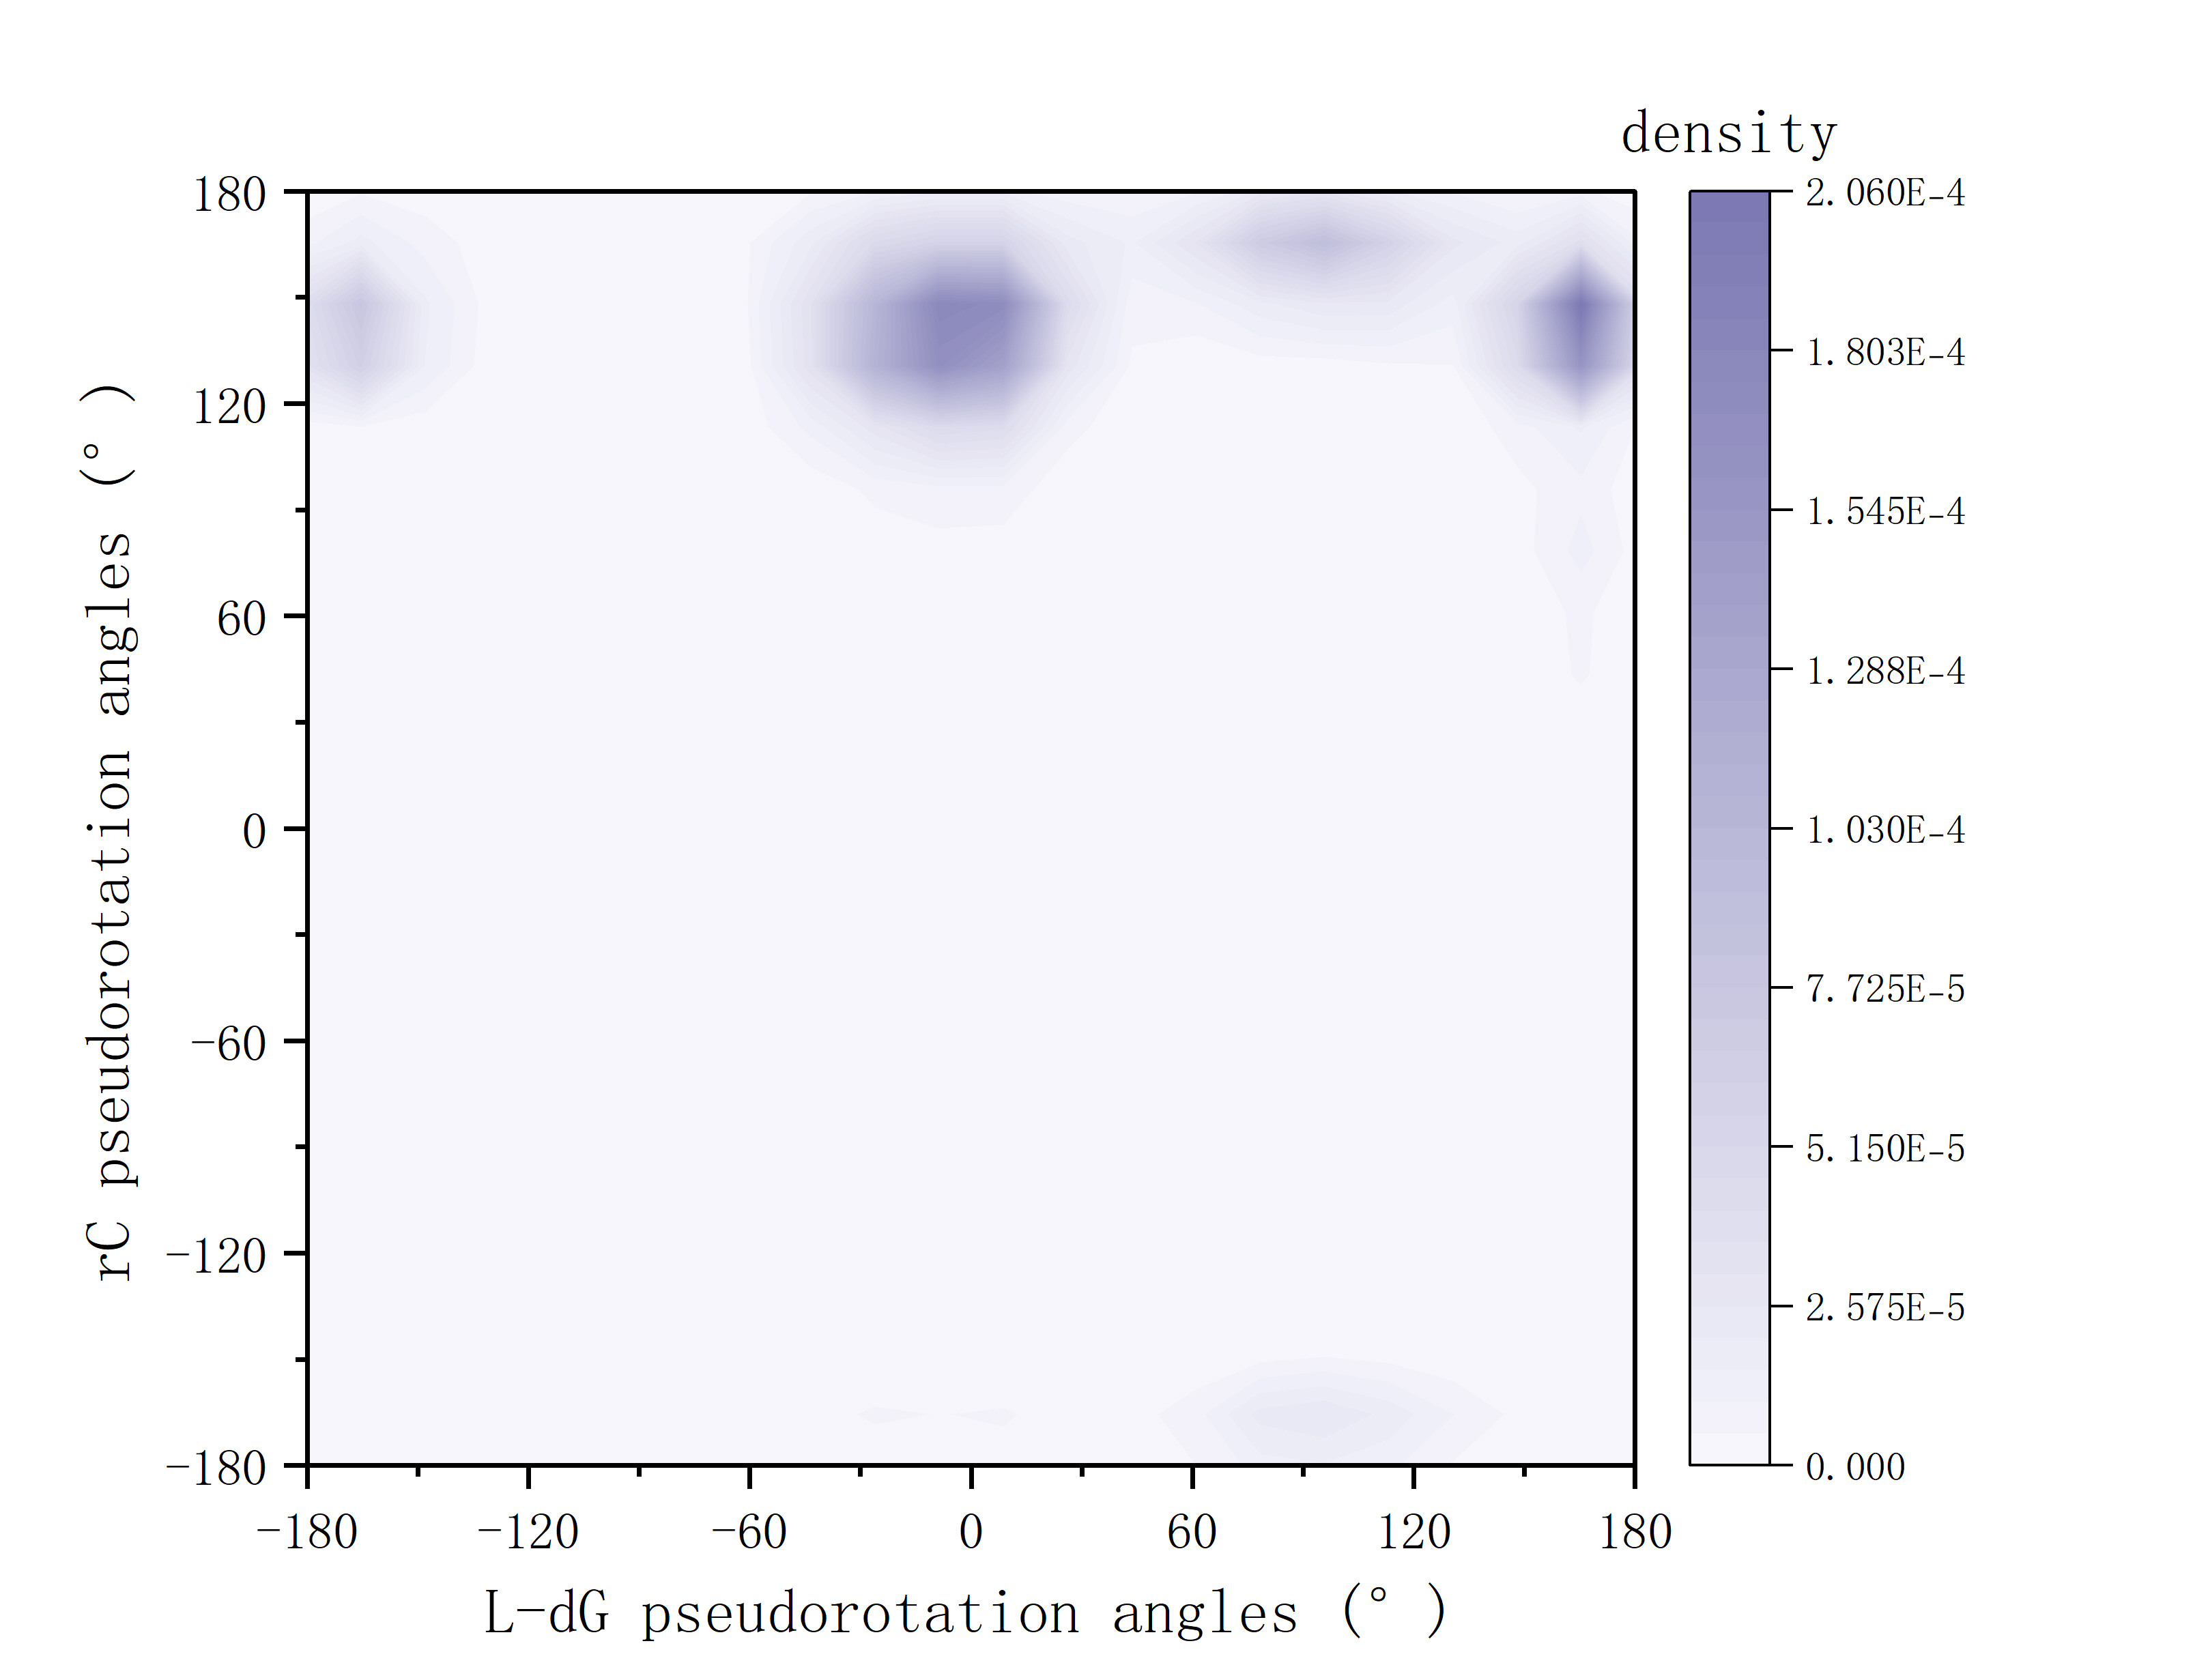 density
180
120
60
0
-60
-120
-180
rC pseudorotation angles (° )
-180
-120
-60
0
60
120
180
L-dG pseudorotation angles (° )
2.060E-4
1.803E-4
1.545E-4
1.288E-4
1.030E-4
7.725E-5
5.150E-5
2.575E-5
0.000